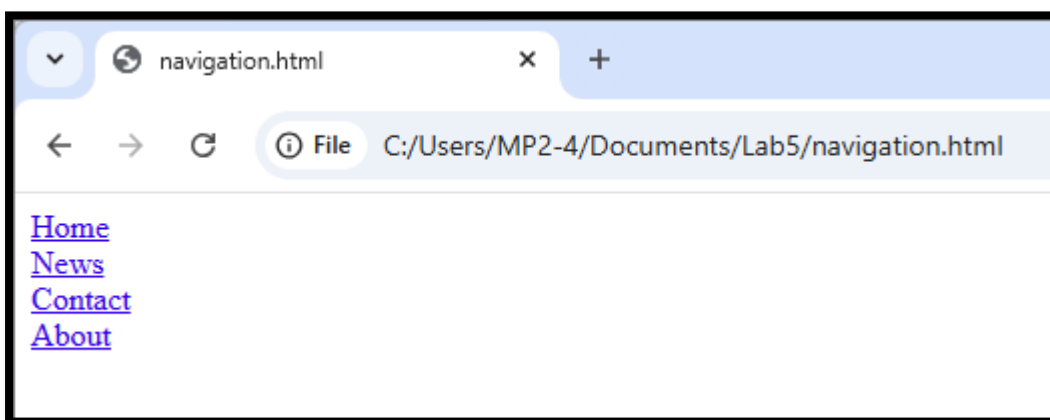 navigation.html
File C:/Users/MP2-4/Documents/Lab5/navigation.html
Home
News
Contact
About